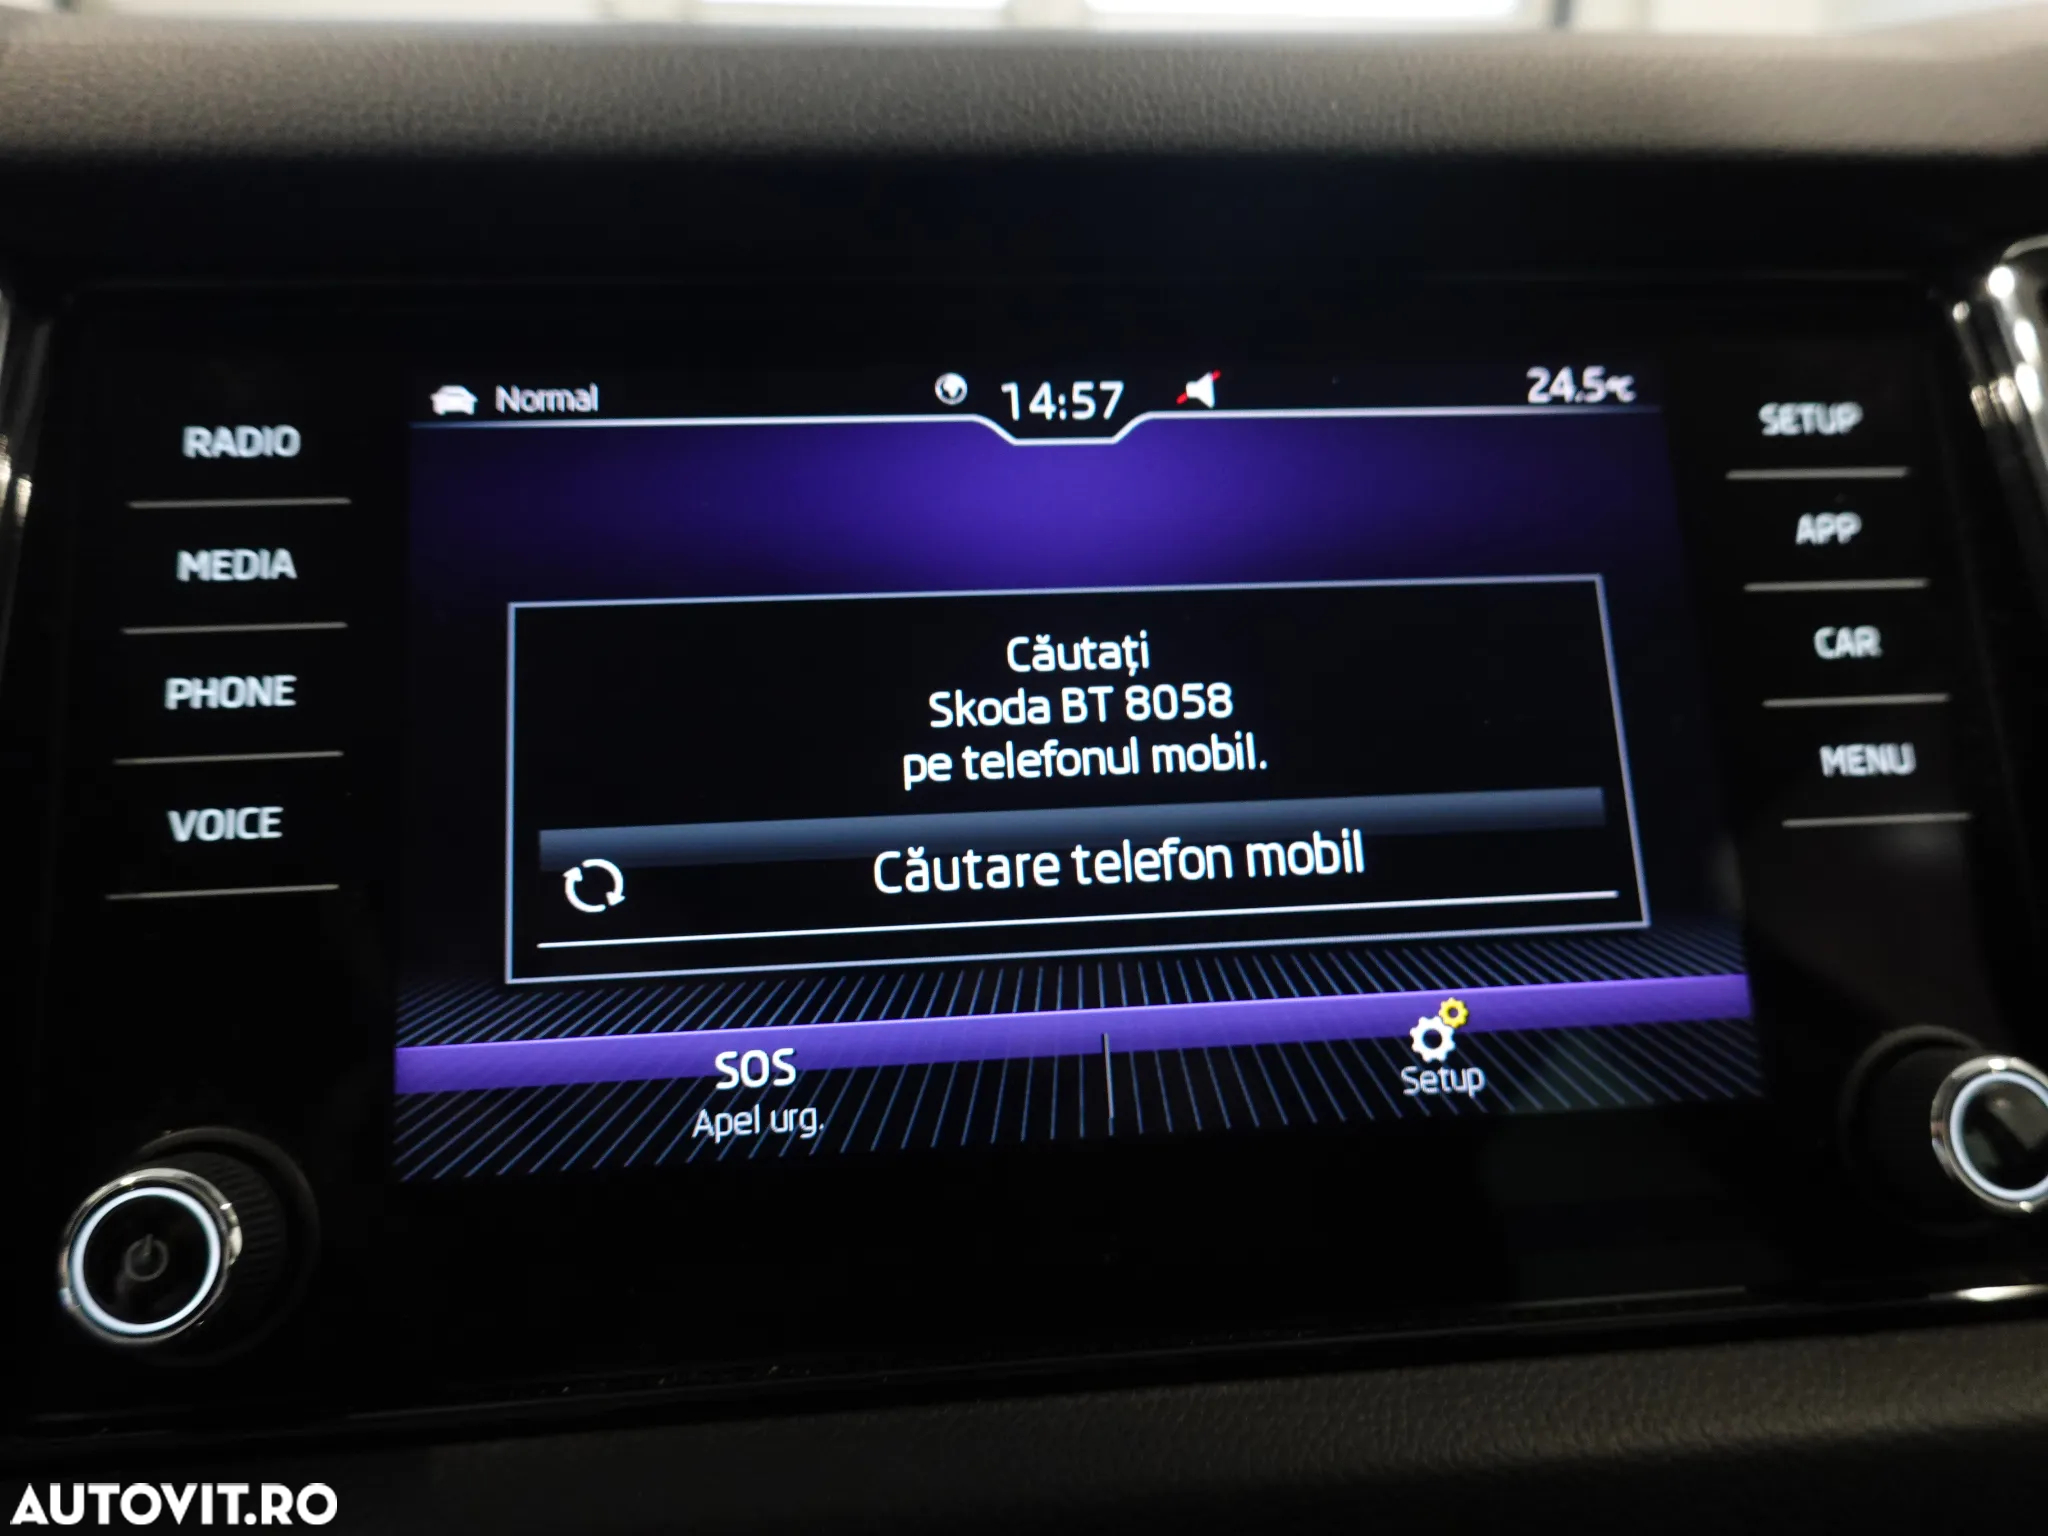 Normal
14:57
24.5°C
RADIO
MEDIA
PHONE
VOICE
SETUP
APP
CAR
MENU
Căutați
Skoda BT 8058
pe telefonul mobil.
Căutare telefon mobil
SOS
Apel urg.
Setup
AUTOVIT.RO